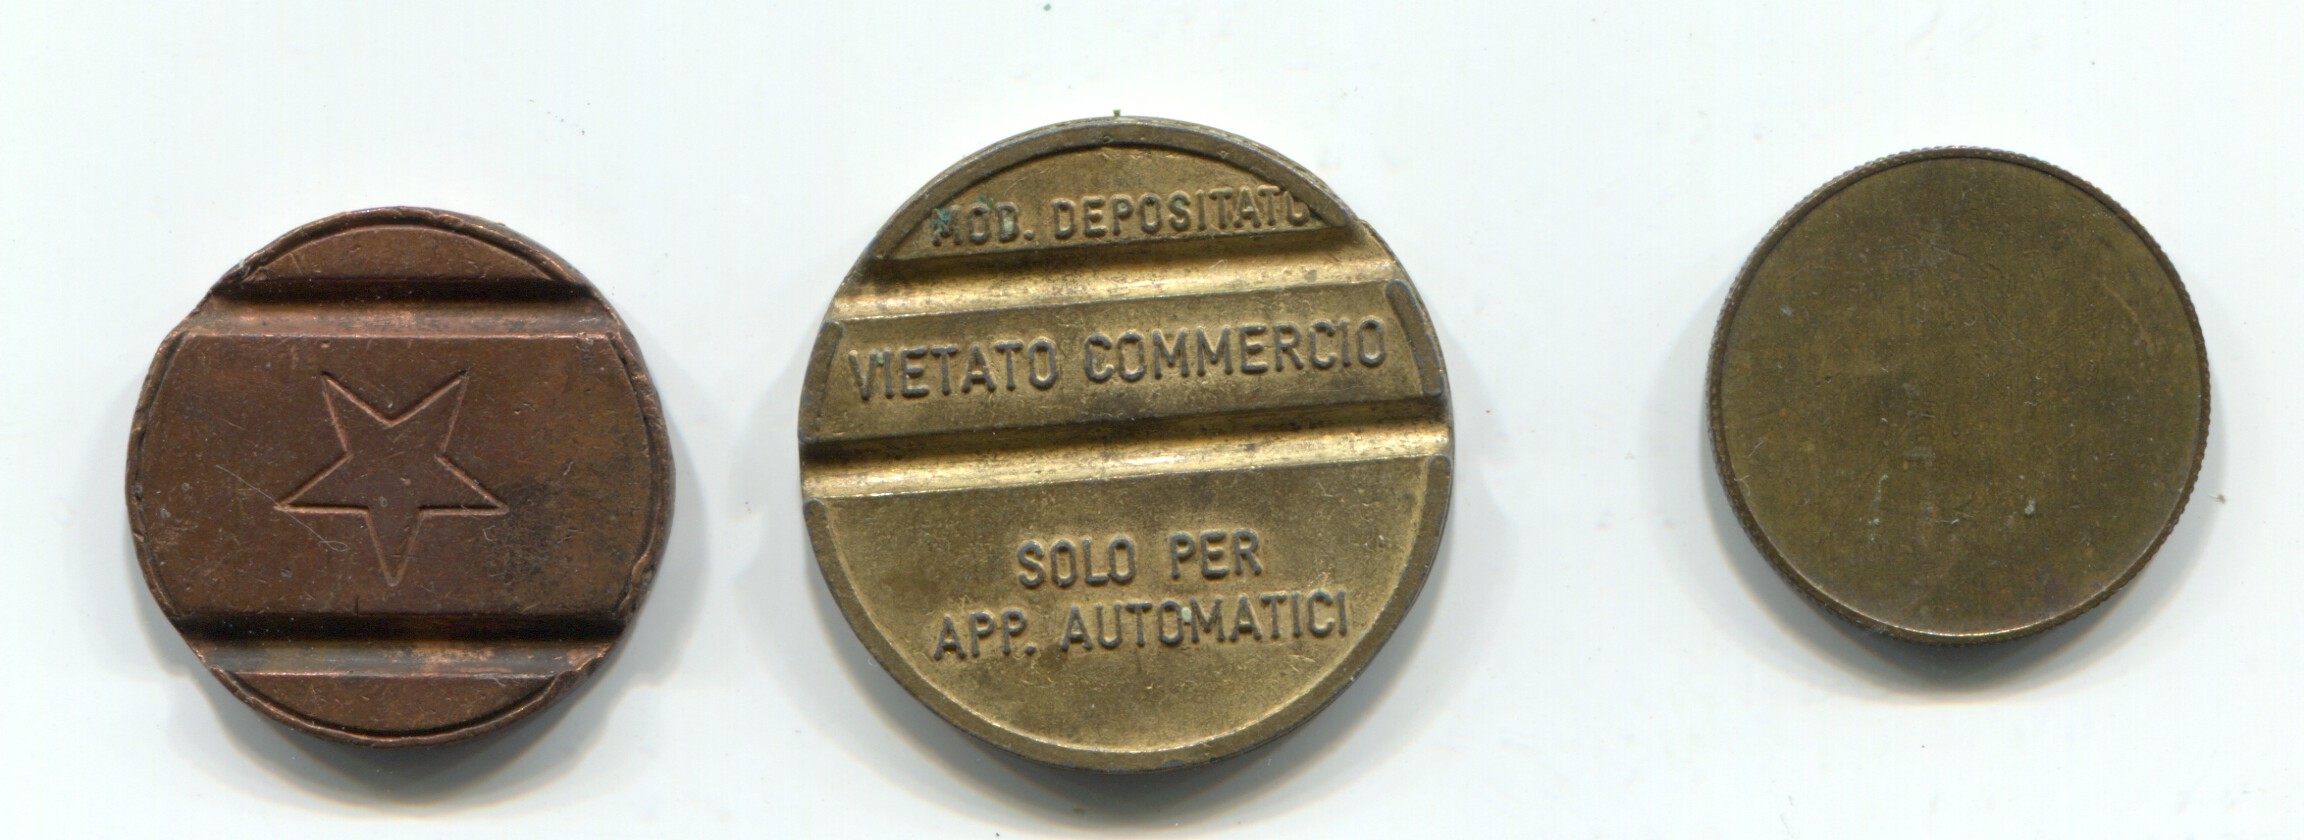 MOD. DEPOSITATO
VIETATO COMMERCIO
SOLO PER
APP. AUTOMATICI